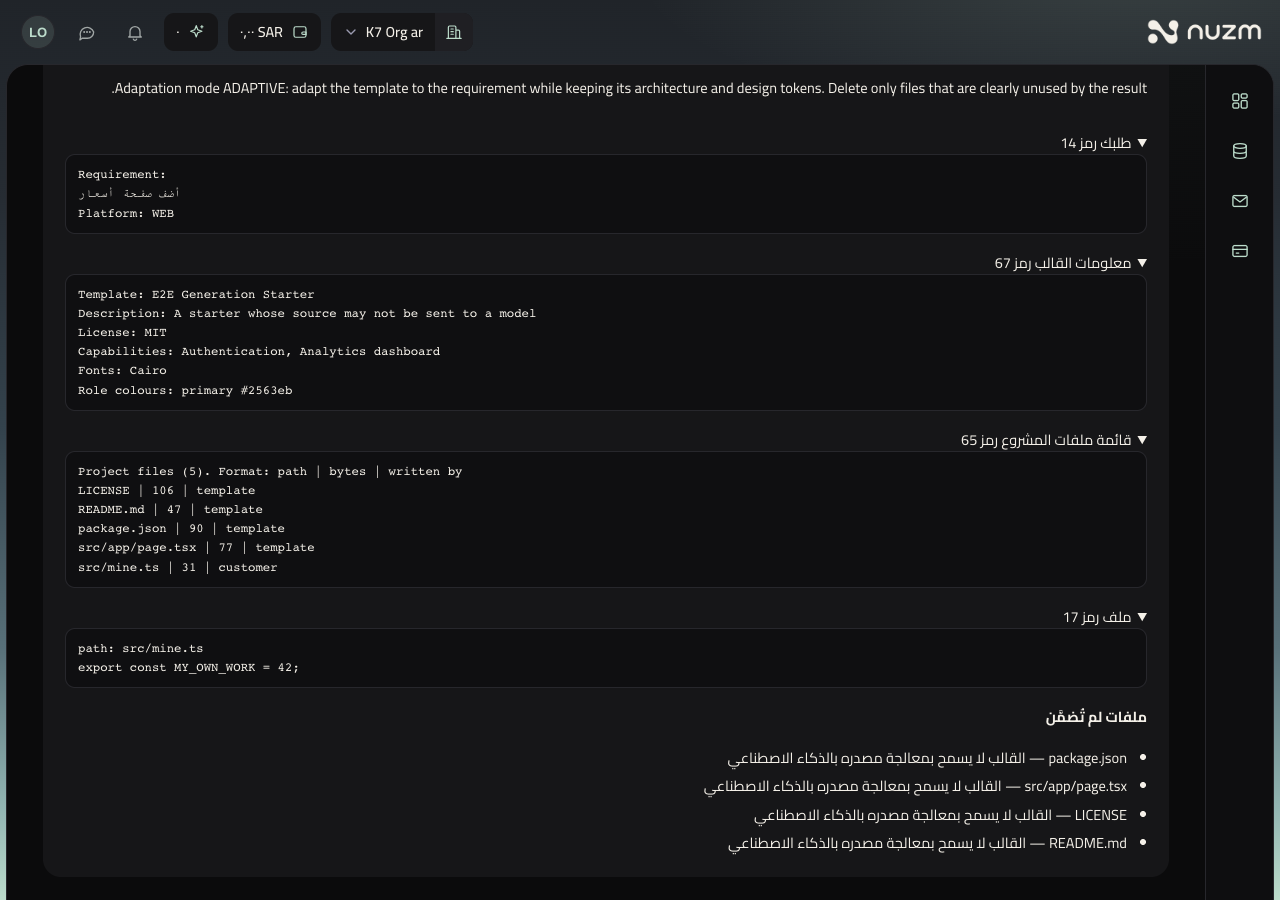 LO
٠
٠,٠٠ SAR
K7 Org ar
nuzm
Adaptation mode ADAPTIVE: adapt the template to the requirement while keeping its architecture and design tokens. Delete only files that are clearly unused by the result.
طلبك رمز 14
Requirement:
أضف صفحة أسعار
Platform: WEB
معلومات القالب رمز 67
Template: E2E Generation Starter
Description: A starter whose source may not be sent to a model
License: MIT
Capabilities: Authentication, Analytics dashboard
Fonts: Cairo
Role colours: primary #2563eb
قائمة ملفات المشروع رمز 65
Project files (5). Format: path | bytes | written by
LICENSE | 106 | template
README.md | 47 | template
package.json | 90 | template
src/app/page.tsx | 77 | template
src/mine.ts | 31 | customer
ملف رمز 17
path: src/mine.ts
export const MY_OWN_WORK = 42;
ملفات لم تُضمَّن
package.json — القالب لا يسمح بمعالجة مصدره بالذكاء الاصطناعي
src/app/page.tsx — القالب لا يسمح بمعالجة مصدره بالذكاء الاصطناعي
LICENSE — القالب لا يسمح بمعالجة مصدره بالذكاء الاصطناعي
README.md — القالب لا يسمح بمعالجة مصدره بالذكاء الاصطناعي